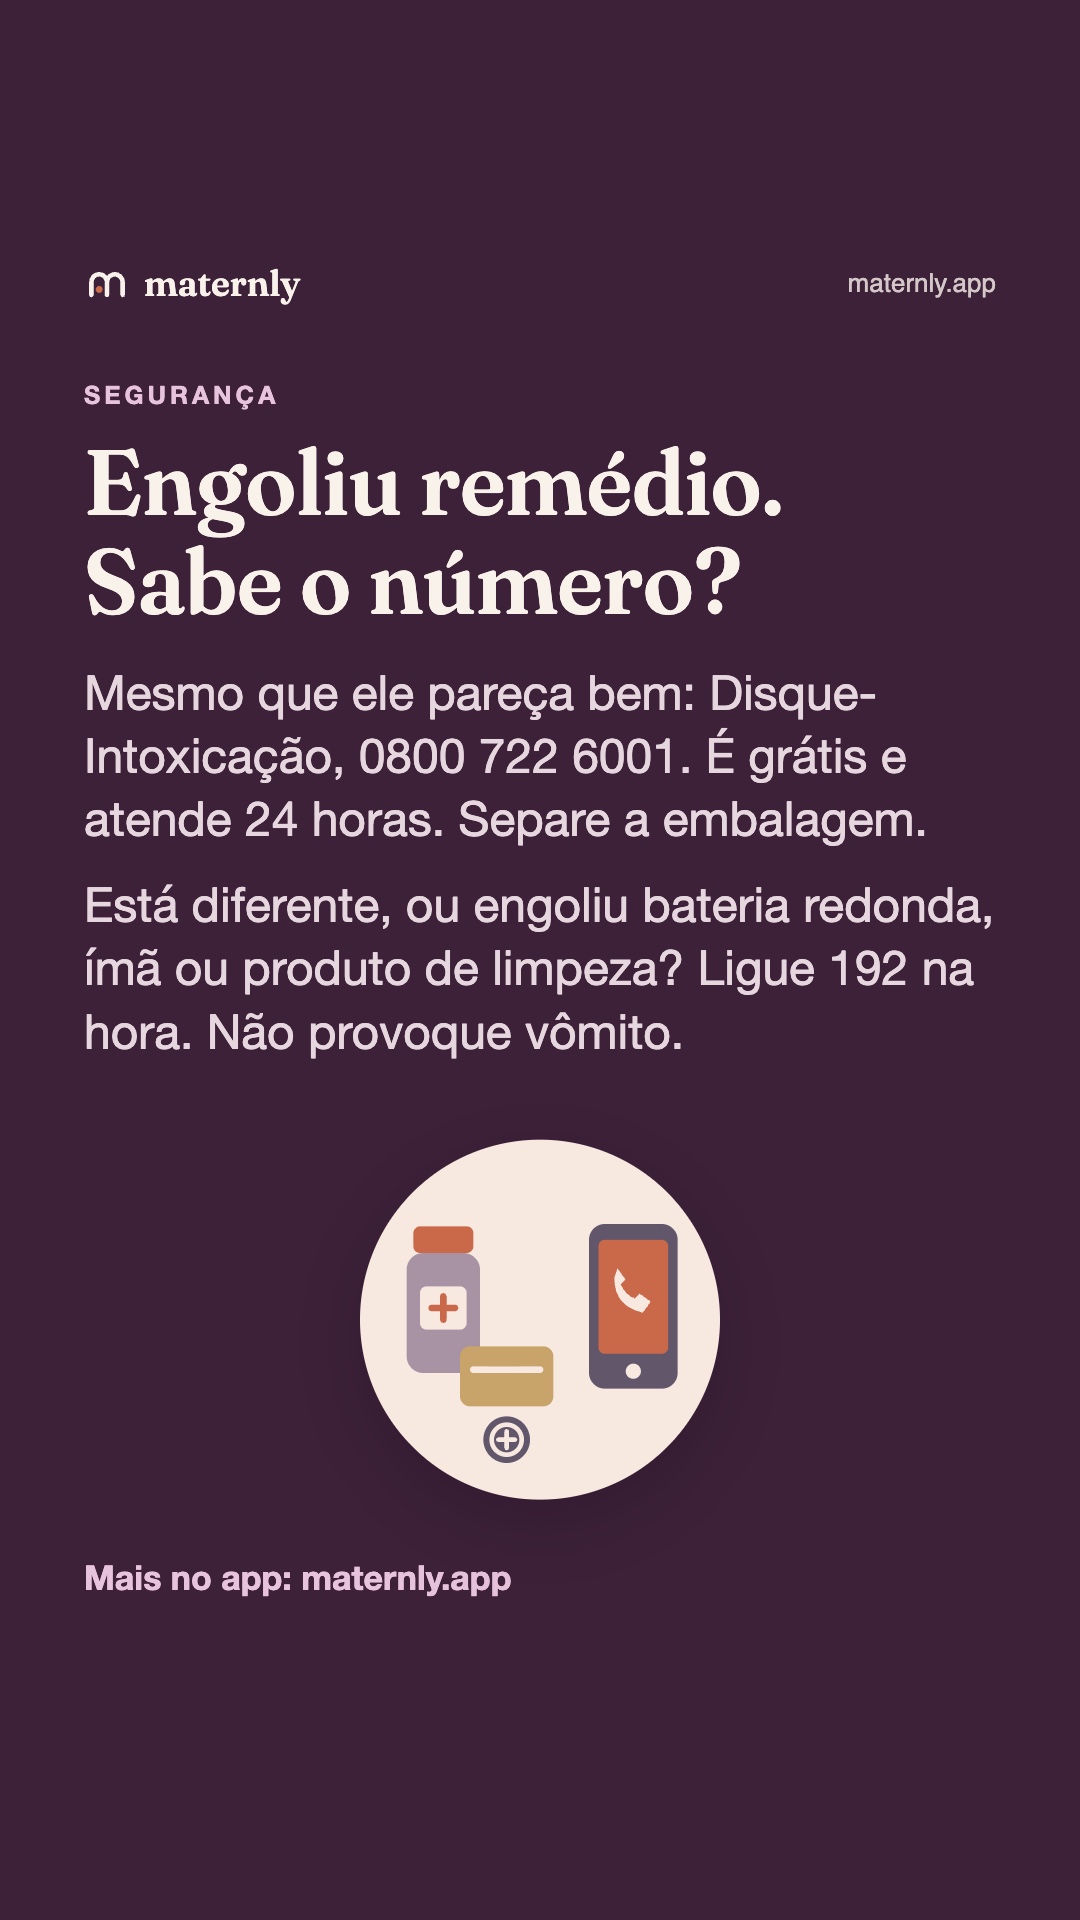 maternly
maternly.app
SEGURANÇA
Engoliu remédio.
Sabe o número?
Mesmo que ele pareça bem: Disque-
Intoxicação, 0800 722 6001. É grátis e
atende 24 horas. Separe a embalagem.
Está diferente, ou engoliu bateria redonda,
ímã ou produto de limpeza? Ligue 192 na
hora. Não provoque vômito.
Mais no app: maternly.app